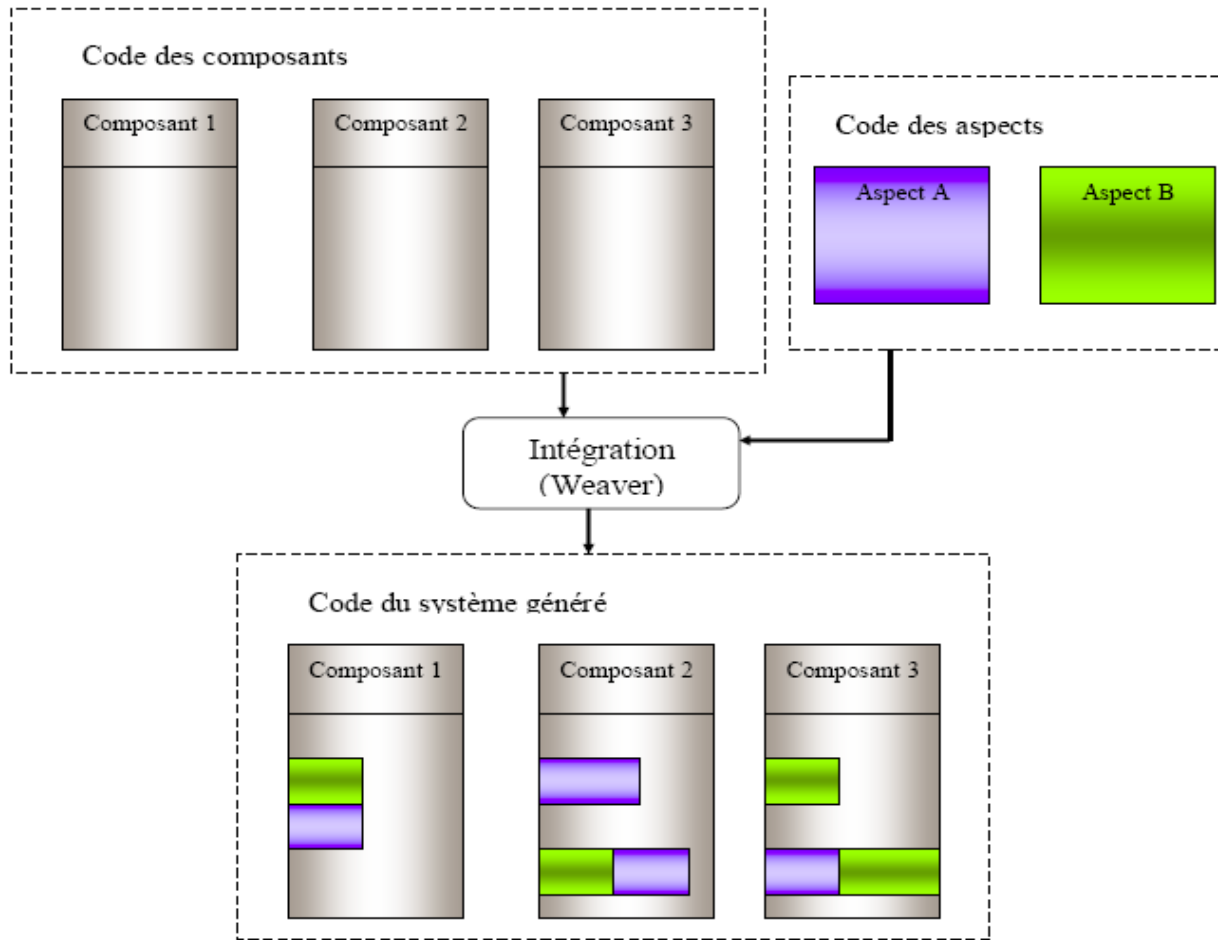 Code des composants
Composant 1
Composant 2
Composant 3
Code des aspects
Aspect A
Aspect B
Intégration
(Weaver)
Code du système généré
Composant 1
Composant 2
Composant 3